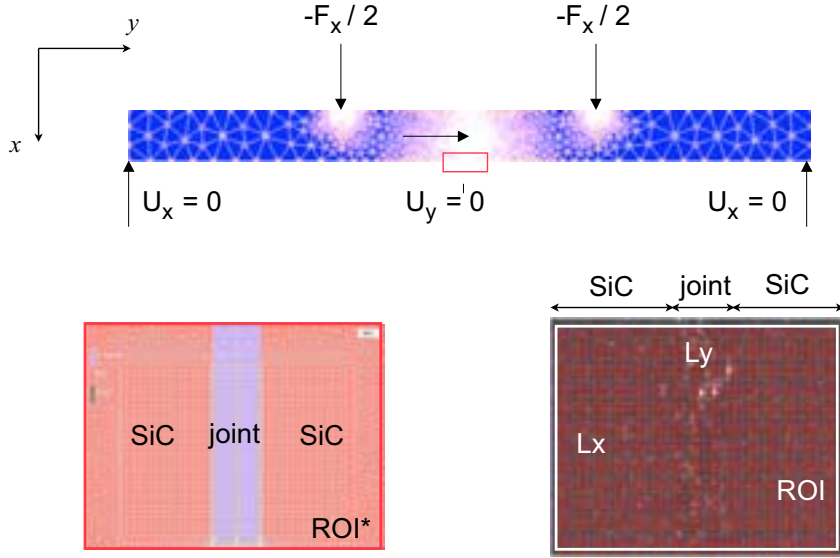 -Fx / 2 -Fx / 2
y
x
Ux = 0 Uy = 0 Ux = 0
SiC joint SiC
Ly
SiC joint SiC
Lx
ROI
ROI*